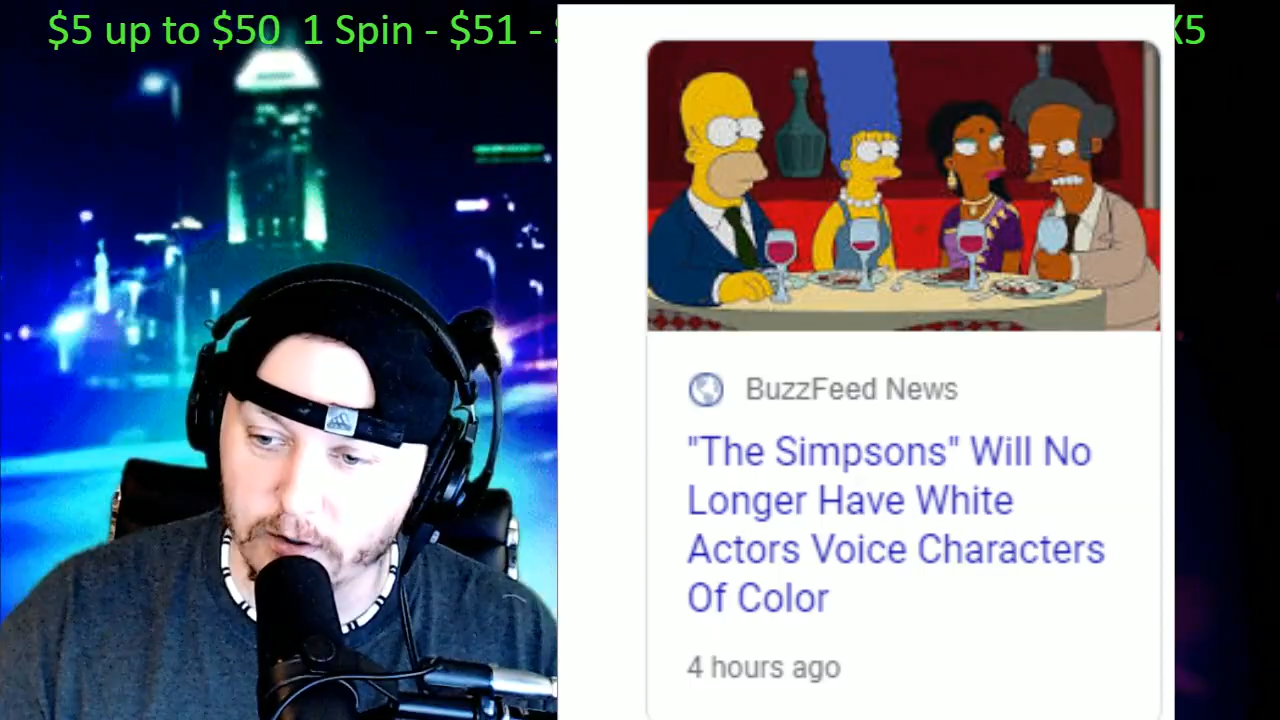 $5 up to $50 1 Spin - $51 - X5
BuzzFeed News
"The Simpsons" Will No
Longer Have White
Actors Voice Characters
Of Color
4 hours ago